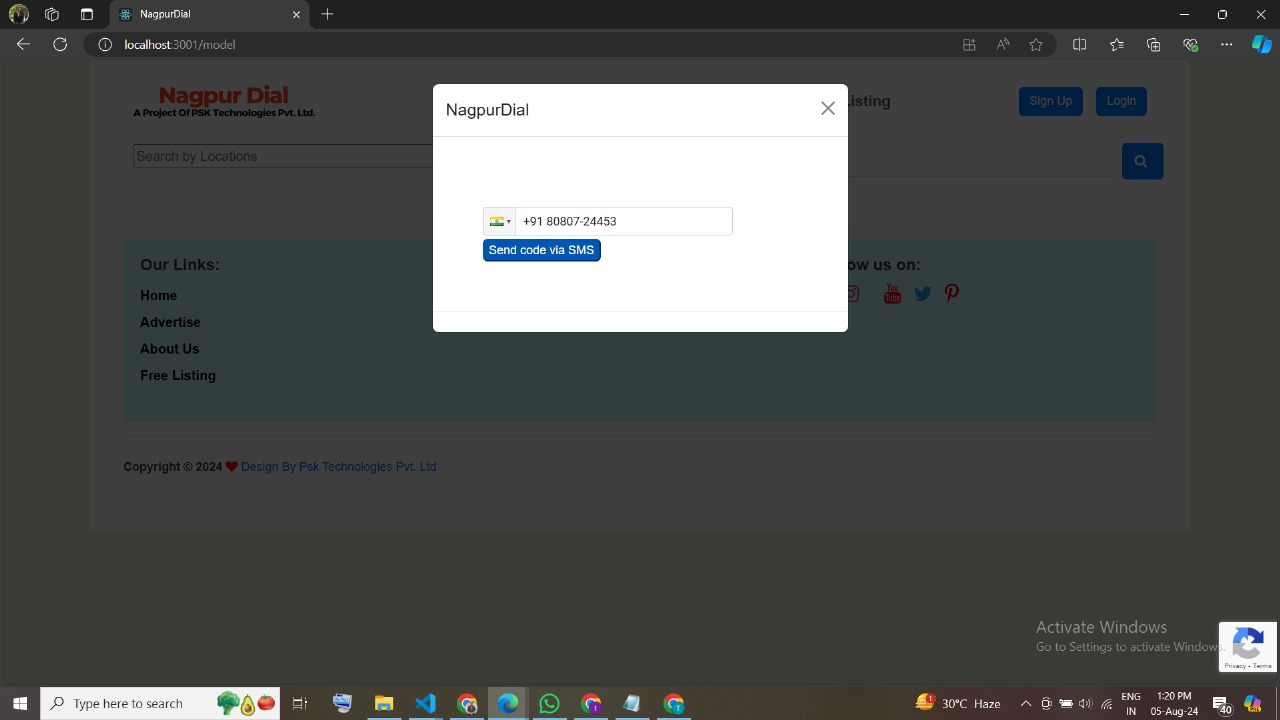 NagpurDial
localhost:3001/model
Nagpur Dial
A Project Of PSK Technologies Pvt. Ltd.
Listing
Sign Up
Login
NagpurDial
Search by Locations
+91 80807-24453
Send code via SMS
Our Links:
Home
Advertise
About Us
Free Listing
ow us on:
You
Tube
Copyright © 2024 Design By Psk Technologies Pvt. Ltd
Activate Windows
Go to Settings to activate Windows.
Privacy - Terms
Type here to search
30°C Haze
ENG
IN
1:20 PM
05-Aug-24
40